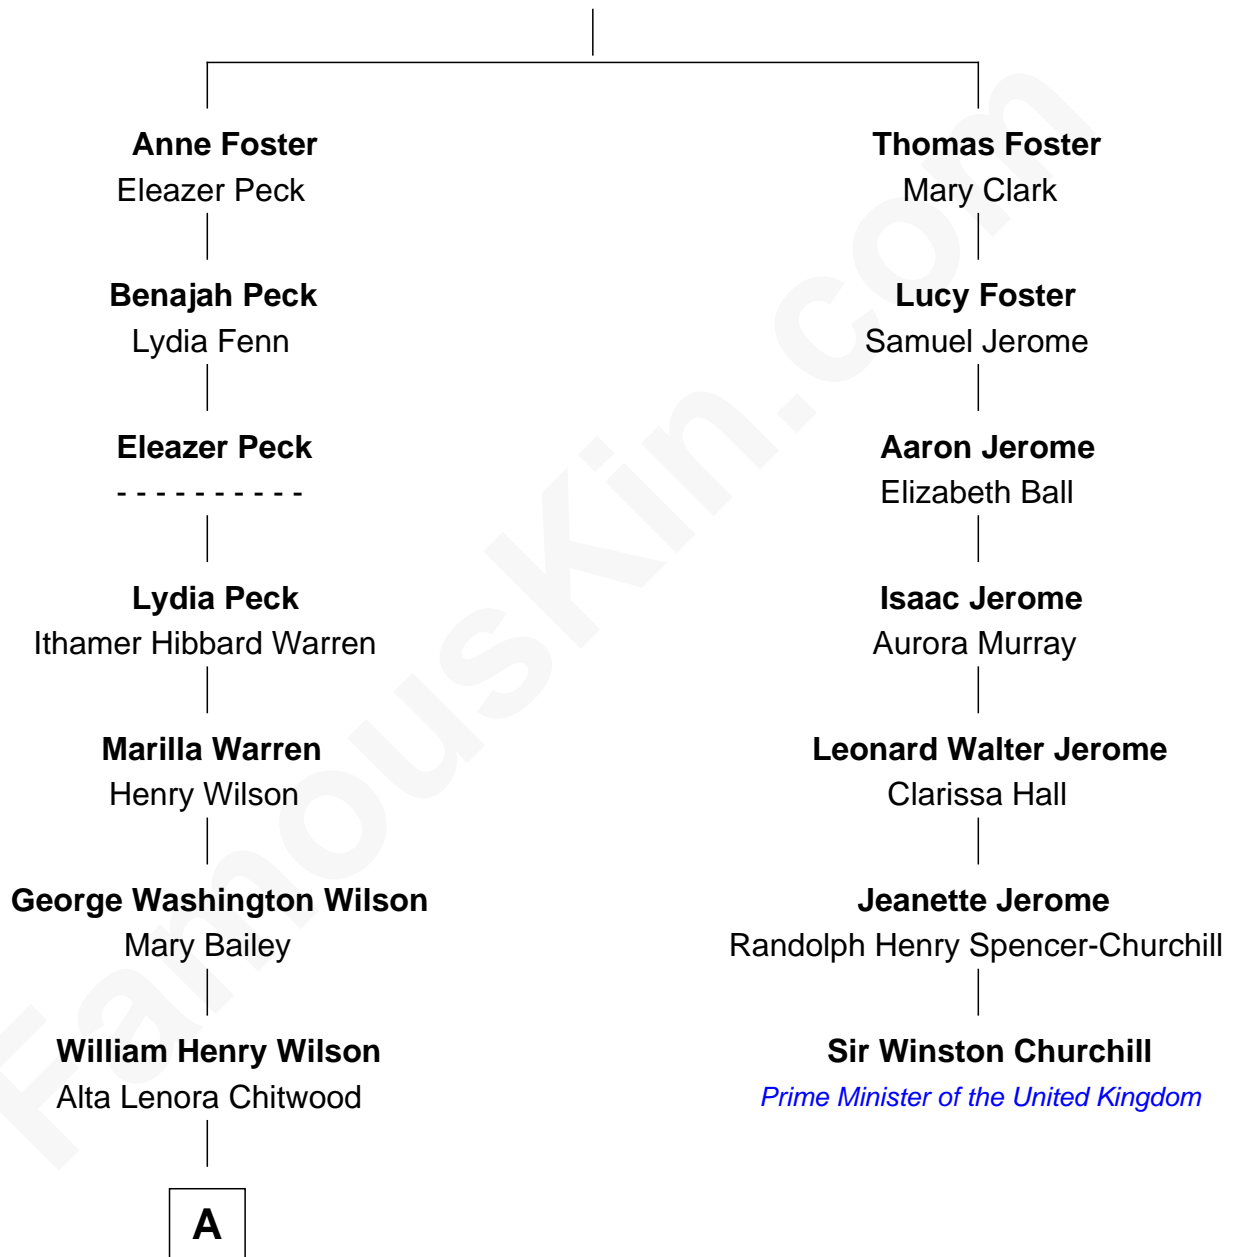 Anne Foster
Eleazer Peck
Benajah Peck
Lydia Fenn
Eleazer Peck
- - - - - - - - - -
Lydia Peck
Ithamer Hibbard Warren
Marilla Warren
Henry Wilson
George Washington Wilson
Mary Bailey
William Henry Wilson
Alta Lenora Chitwood
A
Thomas Foster
Mary Clark
Lucy Foster
Samuel Jerome
Aaron Jerome
Elizabeth Ball
Isaac Jerome
Aurora Murray
Leonard Walter Jerome
Clarissa Hall
Jeanette Jerome
Randolph Henry Spencer-Churchill
Sir Winston Churchill
Prime Minister of the United Kingdom
FamousKin.com